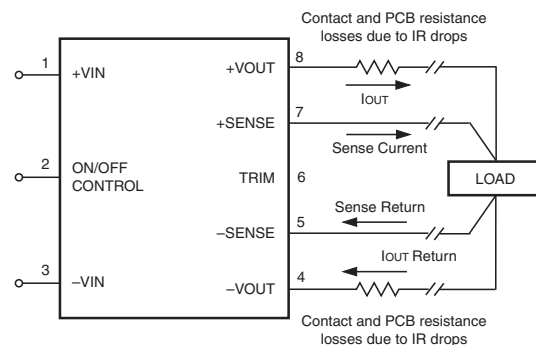 Contact and PCB resistance
losses due to IR drops
1
+VIN
+VOUT
8
IOUT
+SENSE
7
Sense Current
2
ON/OFF
CONTROL
TRIM
6
LOAD
Sense Return
–SENSE
5
IOUT Return
3
–VIN
–VOUT
4
Contact and PCB resistance
losses due to IR drops